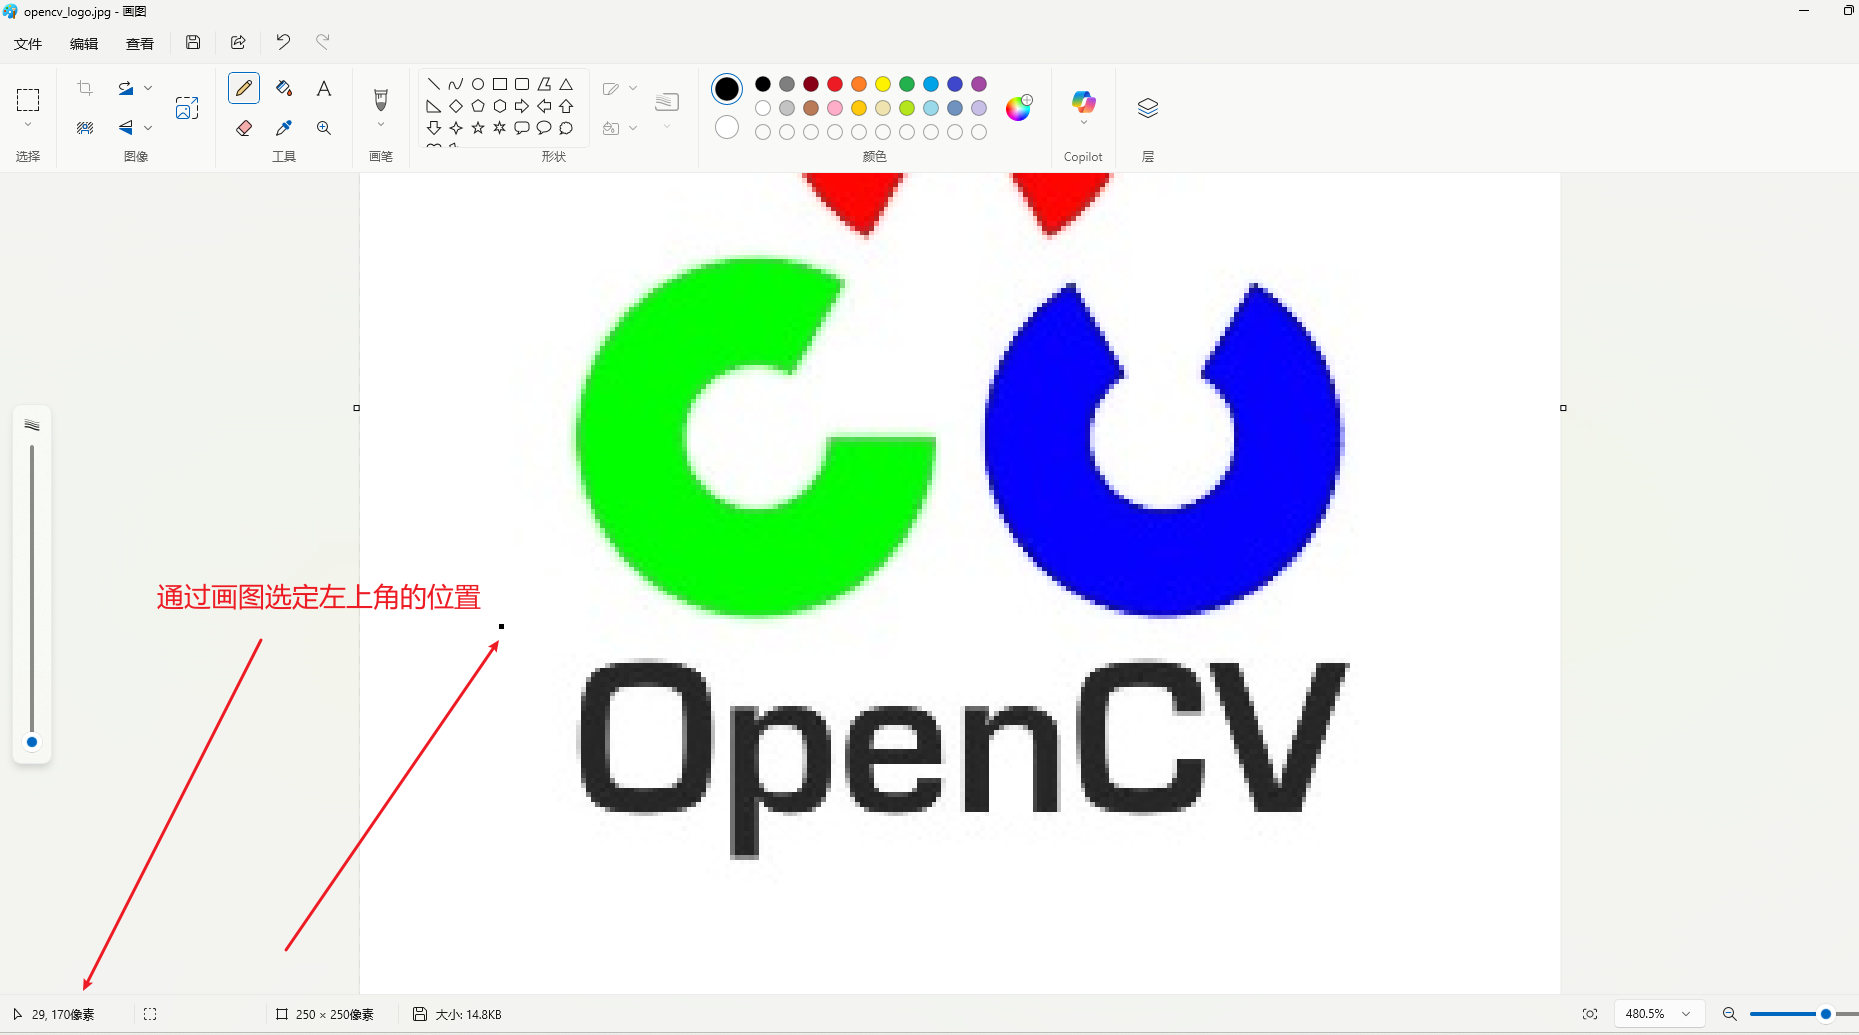 opencv_logo.jpg - 画图
文件 编辑 查看
A
选择 图像 工具 画笔 形状 颜色 Copilot 层
通过画图选定左上角的位置
OpenCV
29, 170像素 250 × 250像素 大小: 14.8KB 480.5%